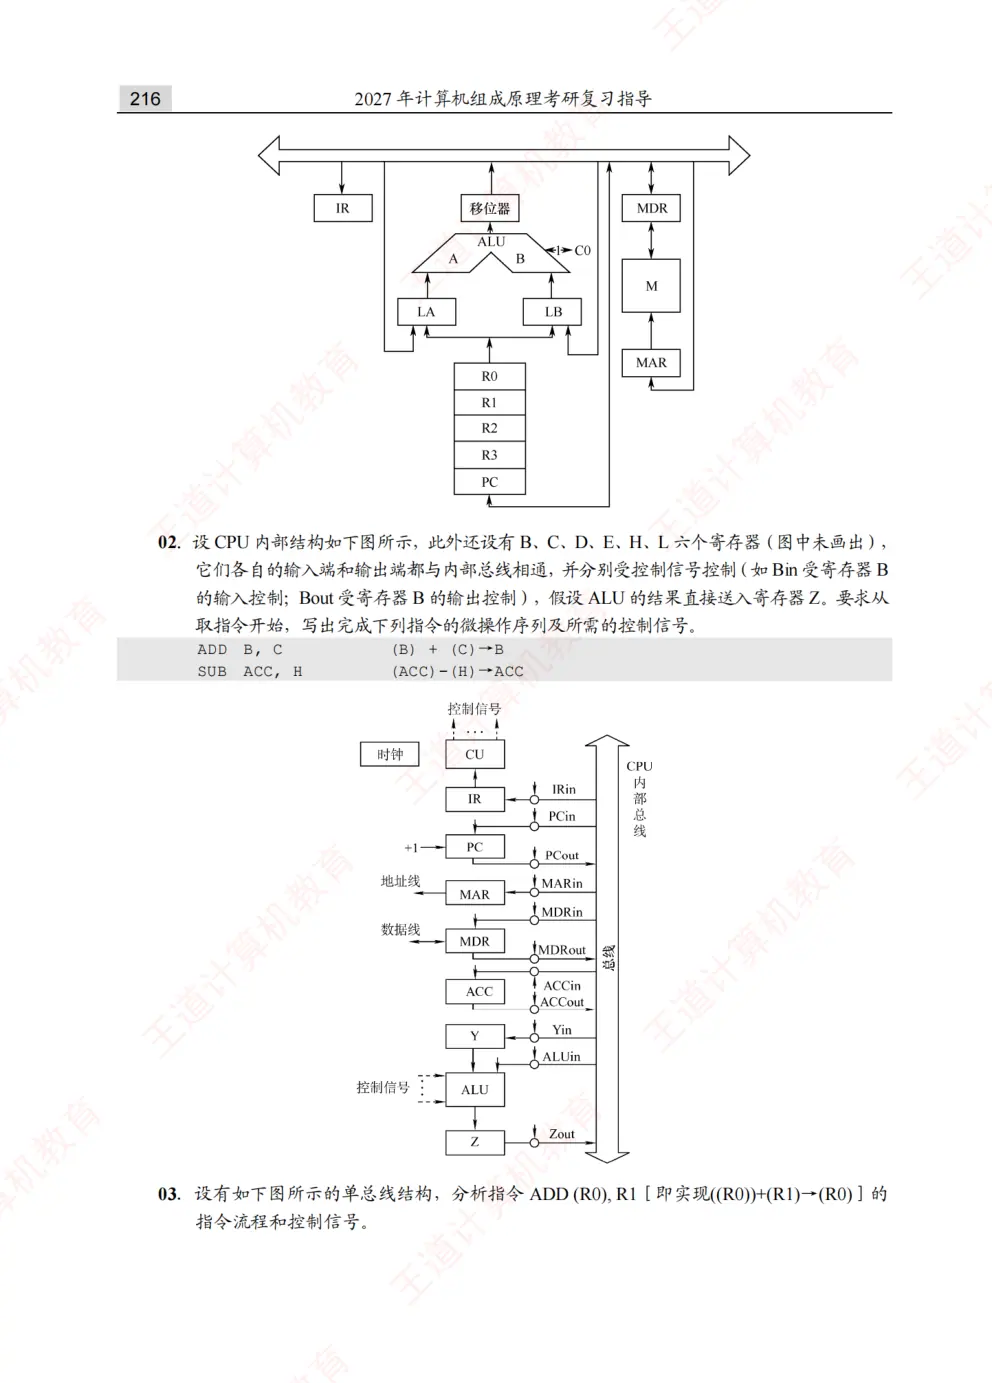 216
2027 年计算机组成原理考研复习指导
IR
移位器
MDR
ALU
A
B
1
C0
M
LA
LB
MAR
R0
R1
R2
R3
PC
02. 设 CPU 内部结构如下图所示，此外还设有 B、C、D、E、H、L 六个寄存器（图中未画出），
它们各自的输入端和输出端都与内部总线相通，并分别受控制信号控制（如 Bin 受寄存器 B
的输入控制；Bout 受寄存器 B 的输出控制），假设 ALU 的结果直接送入寄存器 Z。要求从
取指令开始，写出完成下列指令的微操作序列及所需的控制信号。
ADD B, C (B) + (C)→B
SUB ACC, H (ACC)-(H)→ACC
控制信号
···
时钟
CU
CPU
内
部
总
线
IR
IRin
PCin
+1
PC
PCout
地址线
MAR
MARin
MDRin
数据线
MDR
MDRout
总线
ACC
ACCin
ACCout
Y
Yin
ALUin
控制信号
ALU
Z
Zout
03. 设有如下图所示的单总线结构，分析指令 ADD (R0), R1［即实现((R0))+(R1)→(R0)］的
指令流程和控制信号。
王道计算机教育